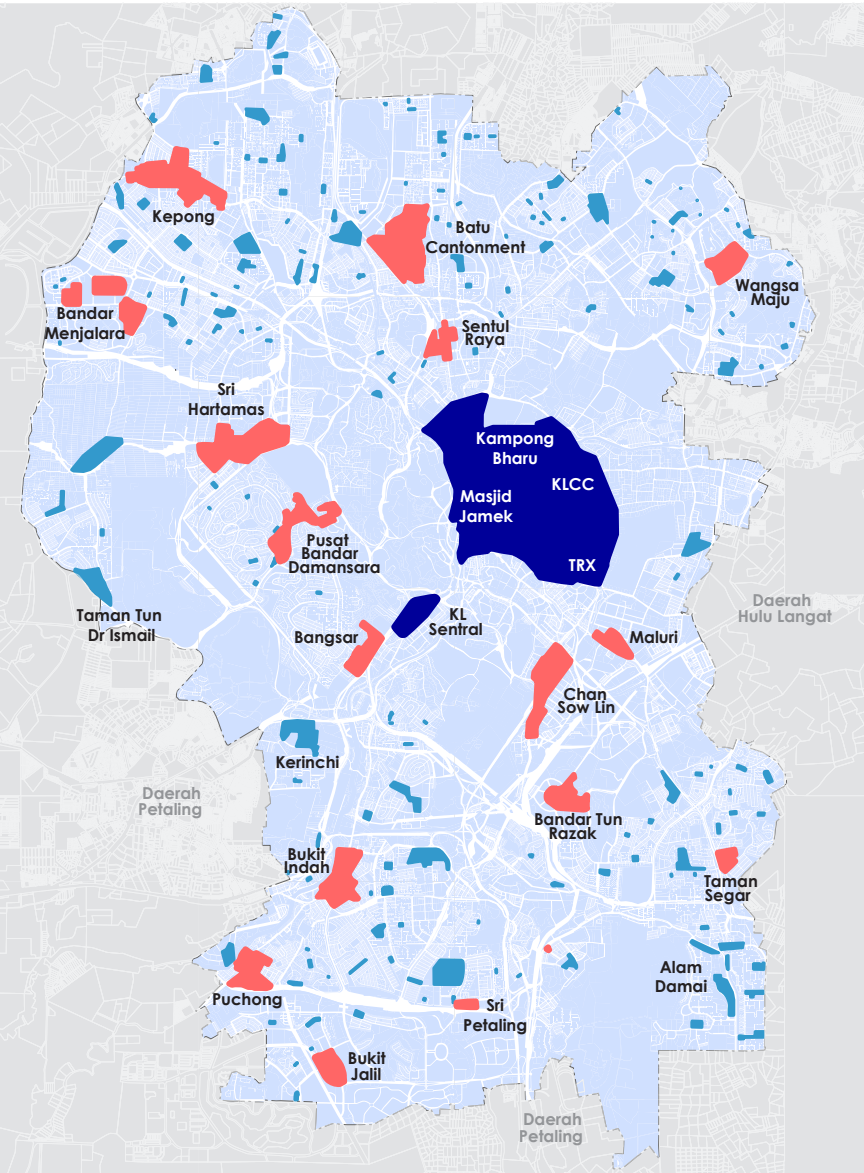 Kepong
Batu
Cantonment
Wangsa
Maju
Bandar
Menjalara
Sentul
Raya
Sri
Hartamas
Kampong
Bharu
KLCC
Masjid
Jamek
Pusat
Bandar
Damansara
TRX
Taman Tun
Dr Ismail
Daerah
Hulu Langat
KL
Sentral
Bangsar
Maluri
Chan
Sow Lin
Kerinchi
Daerah
Petaling
Bandar Tun
Razak
Bukit
Indah
Taman
Segar
Alam
Damai
Puchong
Sri
Petaling
Bukit
Jalil
Daerah
Petaling